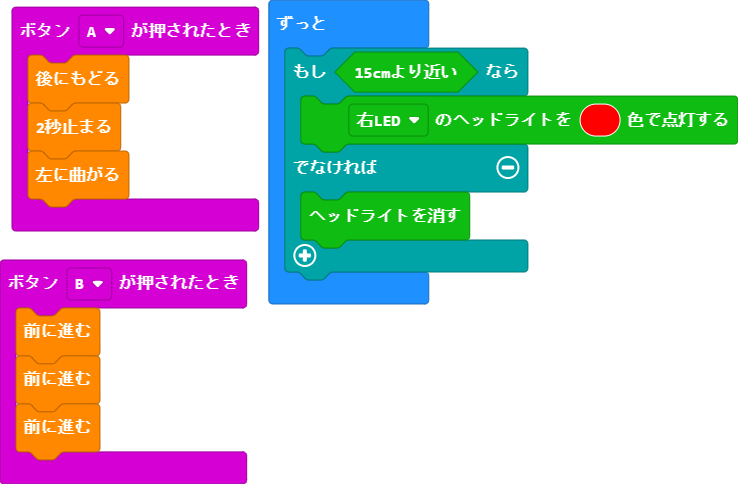 ボタン A が押されたとき
後にもどる
2秒止まる
左に曲がる
ボタン B が押されたとき
前に進む
前に進む
前に進む
ずっと
もし 15cmより近い なら
右LED のヘッドライトを 色で点灯する
でなければ
ヘッドライトを消す